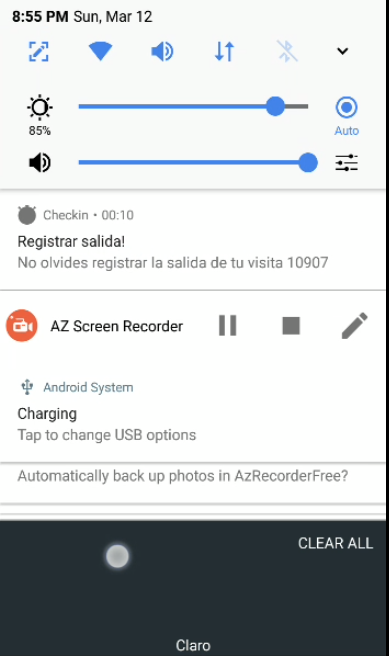 8:55 PM Sun, Mar 12
85%
Auto
Checkin • 00:10
Registrar salida!
No olvides registrar la salida de tu visita 10907
AZ Screen Recorder
Android System
Charging
Tap to change USB options
Automatically back up photos in AzRecorderFree?
CLEAR ALL
Claro